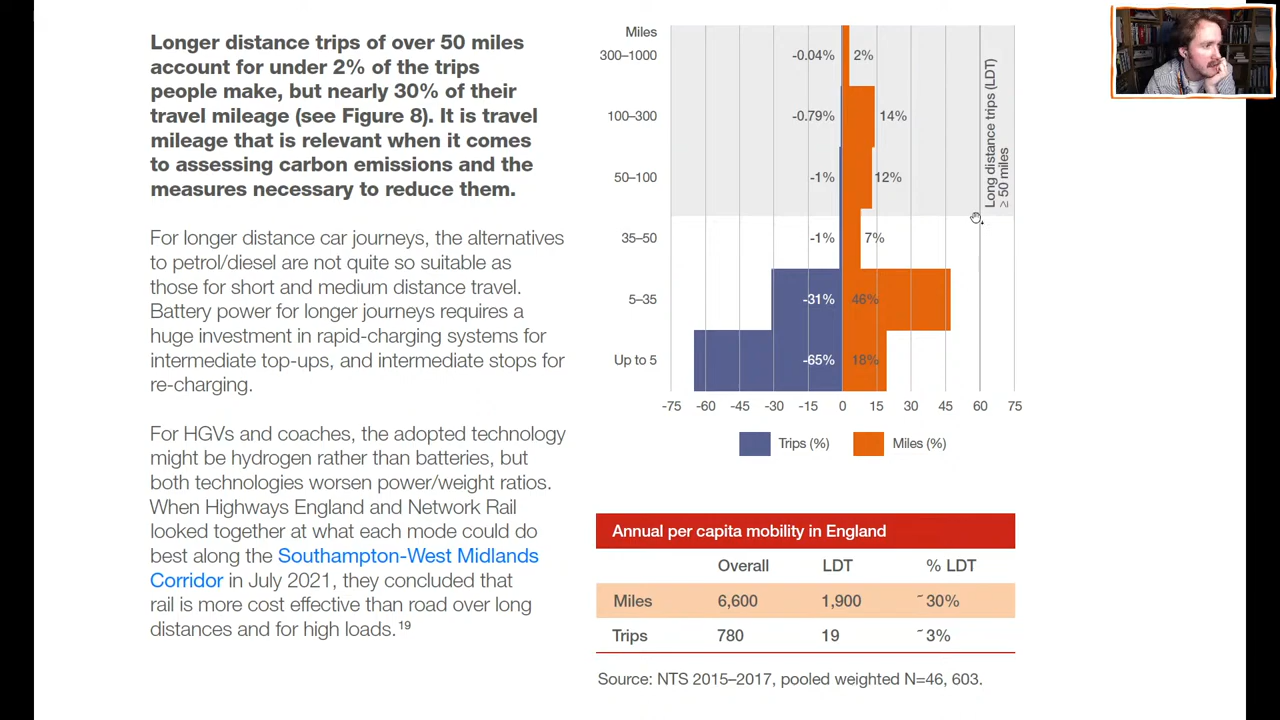 Longer distance trips of over 50 miles
account for under 2% of the trips
people make, but nearly 30% of their
travel mileage (see Figure 8). It is travel
mileage that is relevant when it comes
to assessing carbon emissions and the
measures necessary to reduce them.
For longer distance car journeys, the alternatives
to petrol/diesel are not quite so suitable as
those for short and medium distance travel.
Battery power for longer journeys requires a
huge investment in rapid-charging systems for
intermediate top-ups, and intermediate stops for
re-charging.
For HGVs and coaches, the adopted technology
might be hydrogen rather than batteries, but
both technologies worsen power/weight ratios.
When Highways England and Network Rail
looked together at what each mode could do
best along the Southampton-West Midlands
Corridor in July 2021, they concluded that
rail is more cost effective than road over long
distances and for high loads.¹⁹
Miles
300–1000 -0.04% 2%
100–300 -0.79% 14%
50–100 -1% 12%
35–50 -1% 7%
5–35 -31% 46%
Up to 5 -65% 18%
Long distance trips (LDT)
≥ 50 miles
-75 -60 -45 -30 -15 0 15 30 45 60 75
Trips (%) Miles (%)
Annual per capita mobility in England
Overall LDT % LDT
Miles 6,600 1,900 ˜30%
Trips 780 19 ˜3%
Source: NTS 2015–2017, pooled weighted N=46, 603.